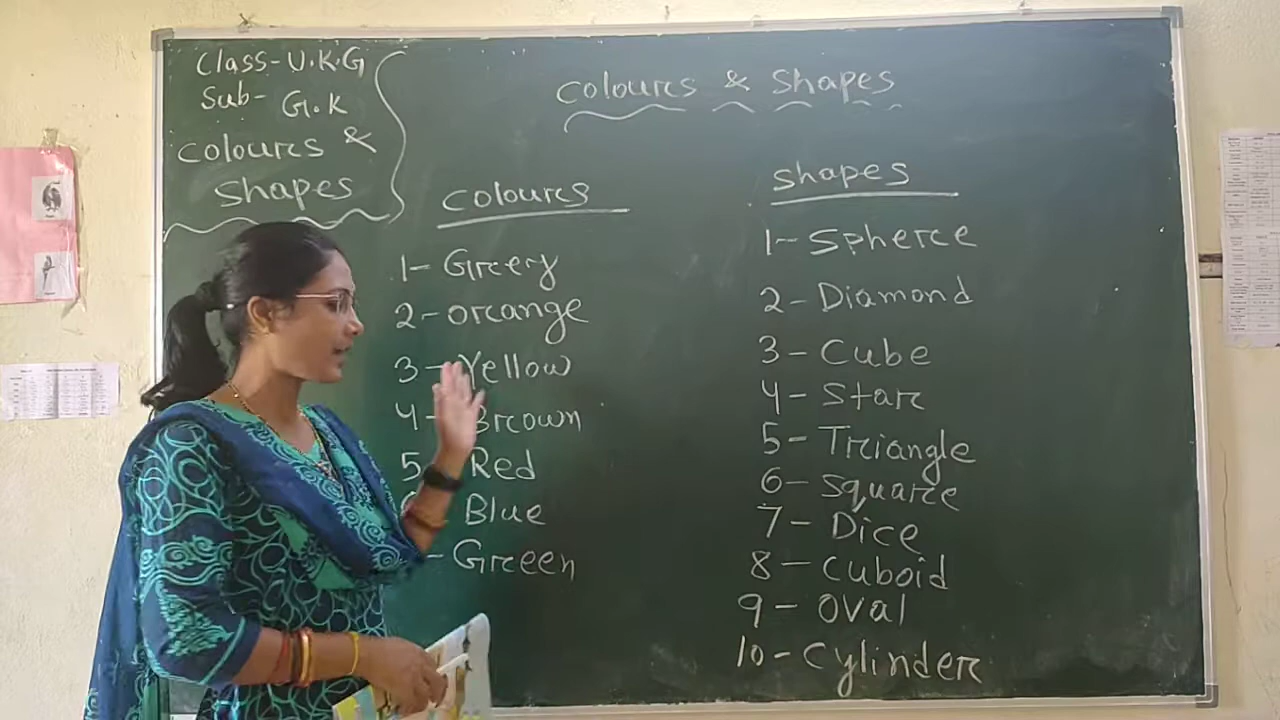 Class-U.K.G
Sub- G.K
colours &
shapes
colours & shapes
colours
1- Grey
2- orange
3- Yellow
4- Brown
5 Red
Blue
- Green
shapes
1- Sphere
2- Diamond
3- Cube
4- Star
5- Triangle
6- square
7- Dice
8- cuboid
9- oval
10- cylinder